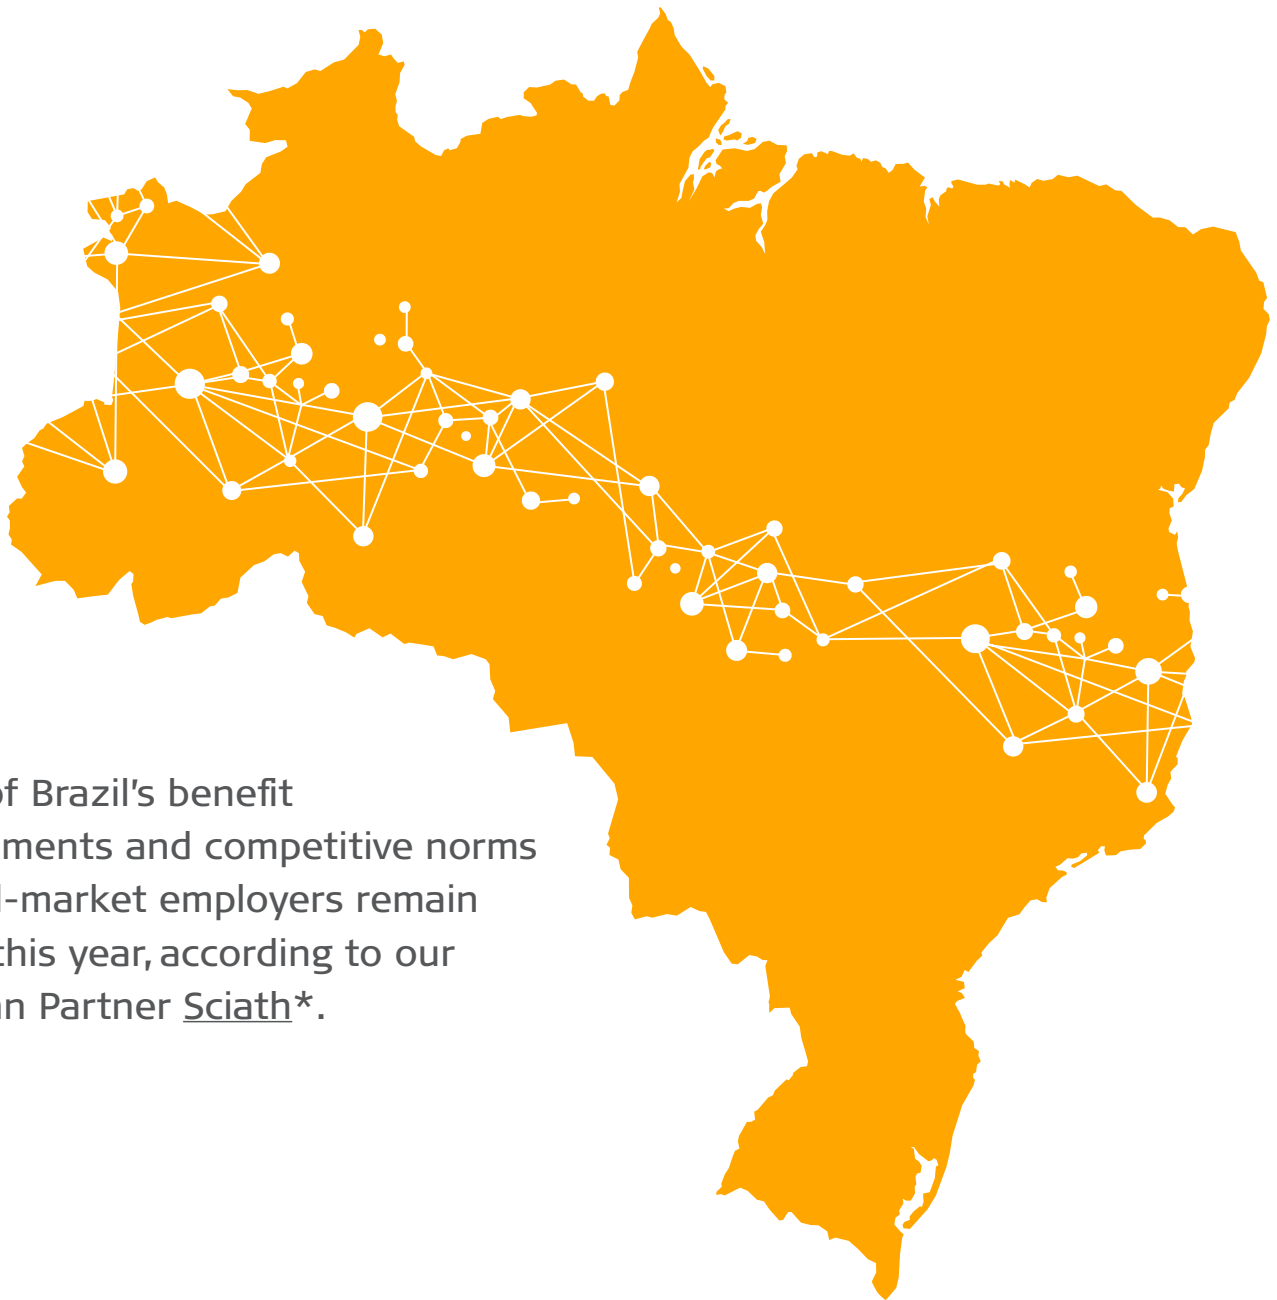 of Brazil's benefit
ments and competitive norms
-market employers remain
this year, according to our
n Partner Sciath*.